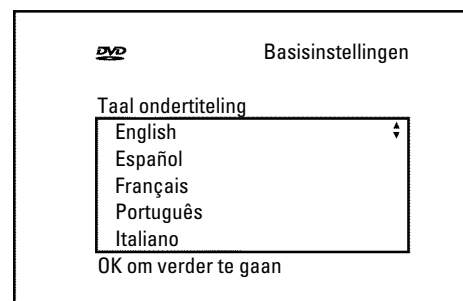 DVD Basisinstellingen
Taal ondertiteling
English
Español
Français
Português
Italiano
OK om verder te gaan